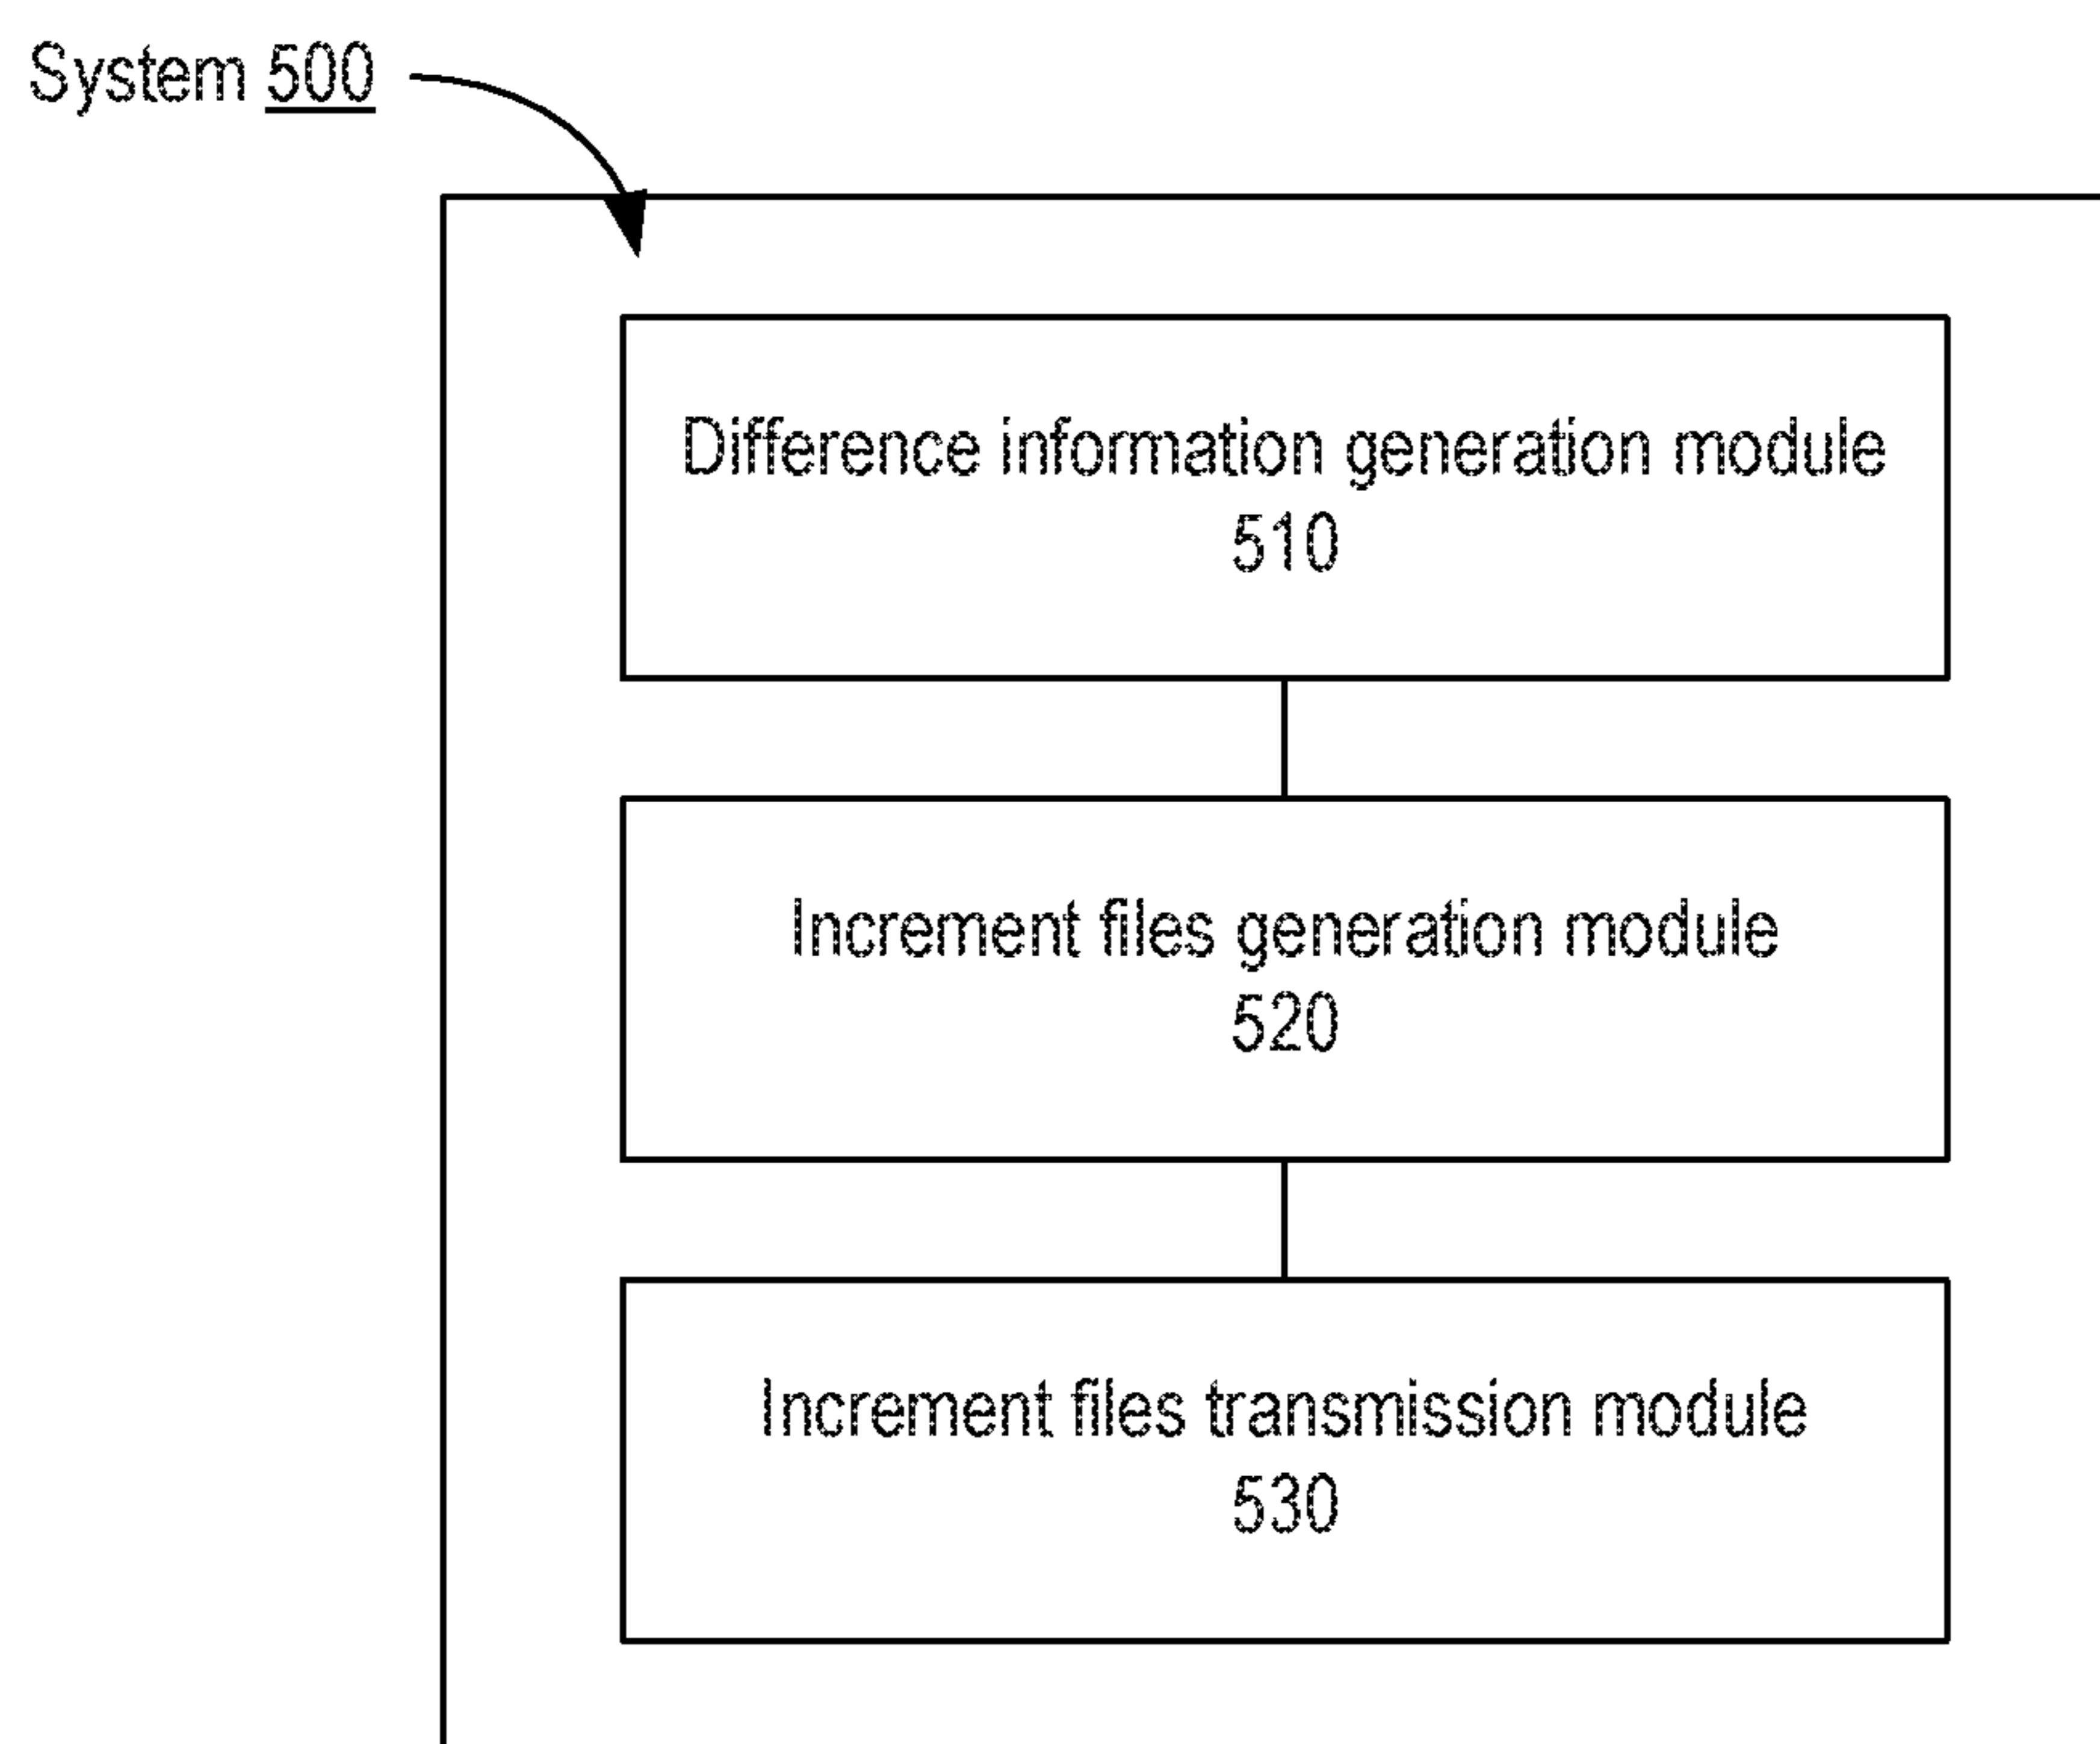 System 500
Difference information generation module
510
Increment files generation module
520
Increment files transmission module
530